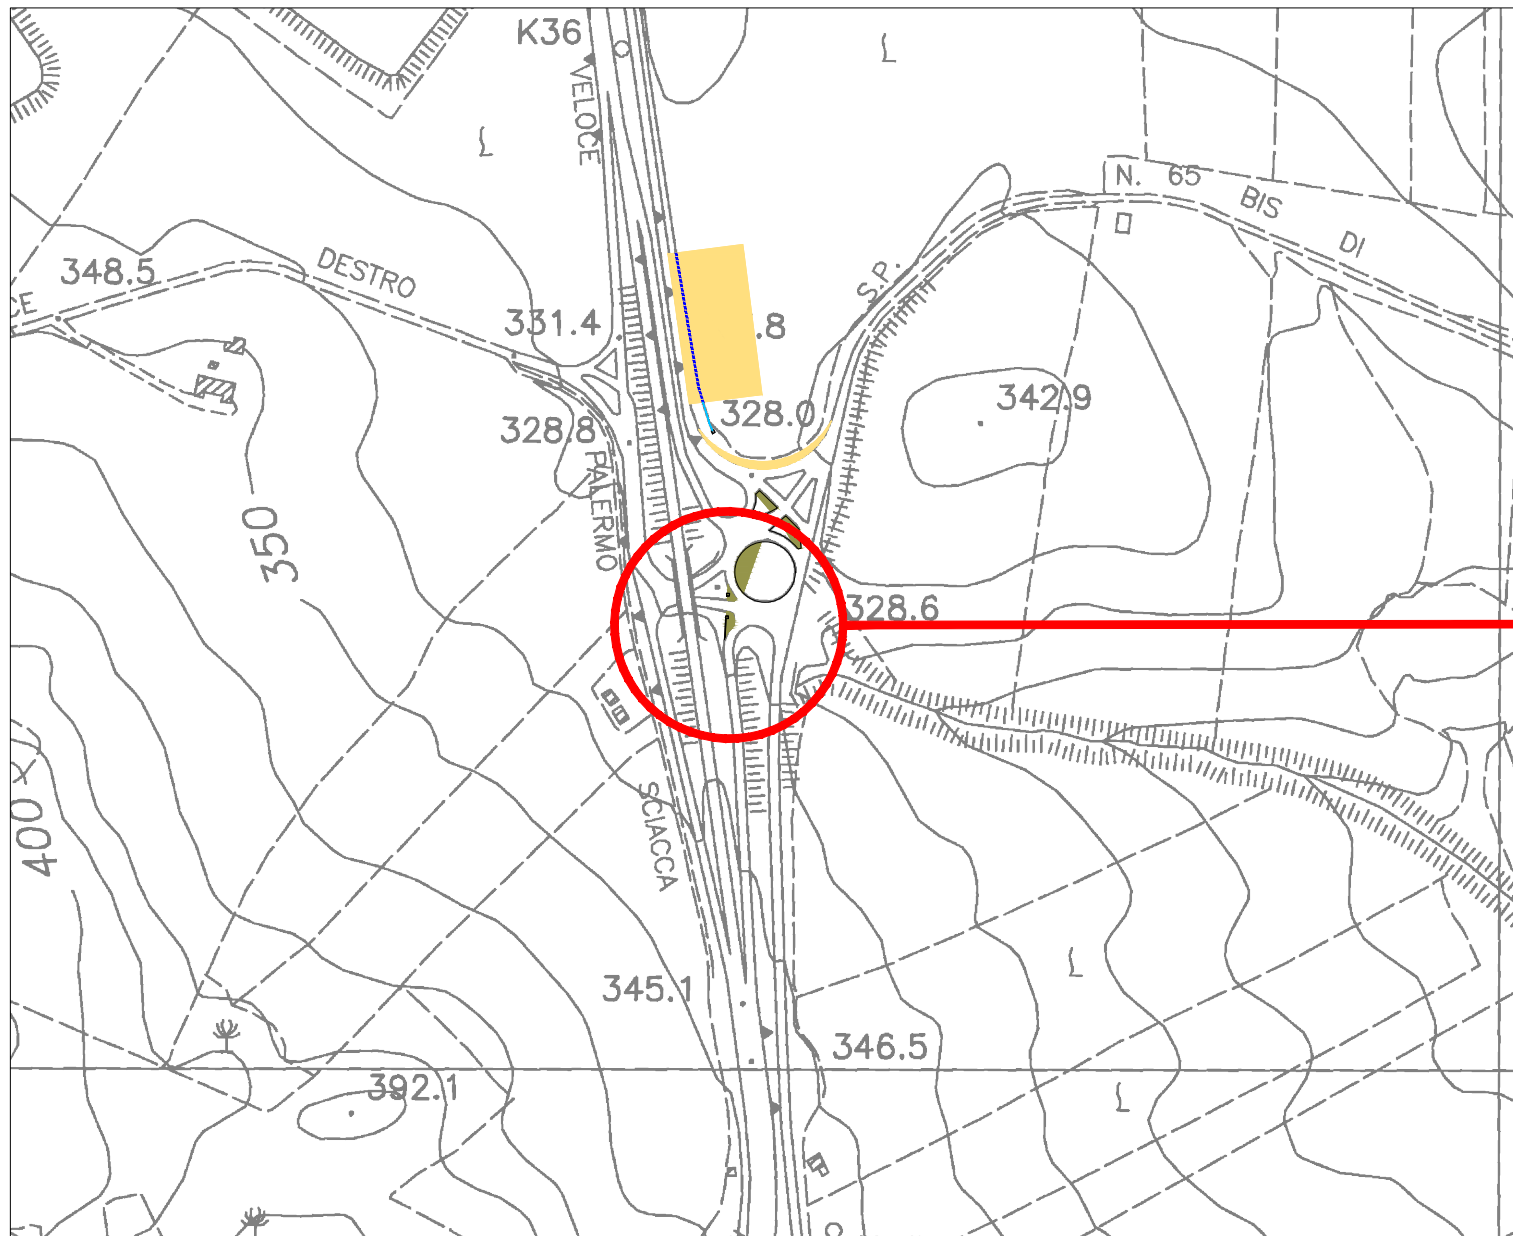 K36
VELOCE
N. 65
BIS
DI
348.5
DESTRO
CE
S.P.
331.4
.8
342.9
328.0
328.8
PALERMO
350
328.6
SCIACCA
400
345.1
346.5
392.1